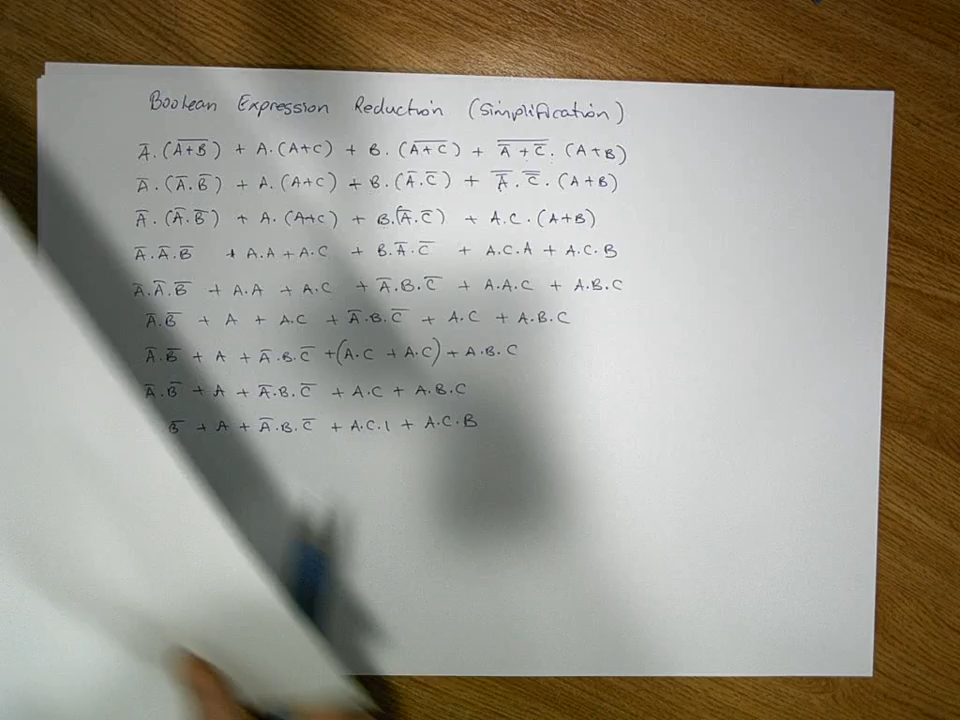 Boolean Expression Reduction (Simplification)
A̅.(A̅+̅B̅) + A.(A+C) + B.(A̅+̅C̅) + A̿ ̅+̅ ̅C̿.(A+B)
A̅.(A̅.B̅) + A.(A+C) + B.(A̅.C̅) + A̿.C̿.(A+B)
A̅.(A̅.B̅) + A.(A+C) + B.(A̅.C̅) + A.C.(A+B)
A̅.A̅.B̅ + A.A + A.C + B.A̅.C̅ + A.C.A + A.C.B
A̅.A̅.B̅ + A.A + A.C + A̅.B.C̅ + A.A.C + A.B.C
A̅.B̅ + A + A.C + A̅.B.C̅ + A.C + A.B.C
A̅.B̅ + A + A̅.B.C̅ + (A.C + A.C) + A.B.C
A̅.B̅ + A + A̅.B.C̅ + A.C + A.B.C
B̅ + A + A̅.B.C̅ + A.C.1 + A.C.B